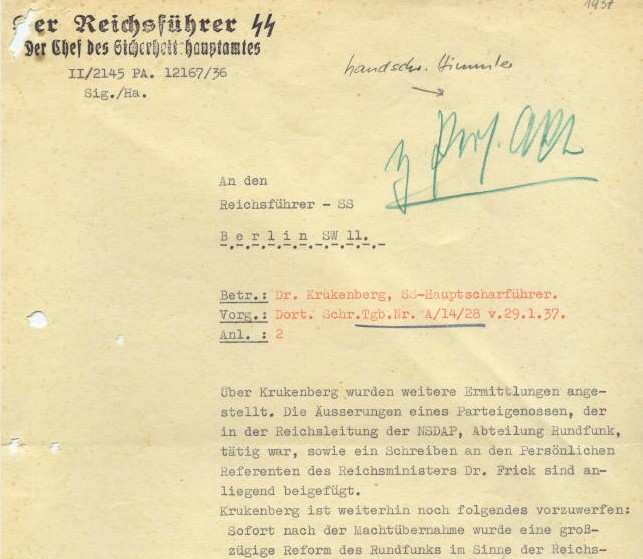 1937
Der Reichsführer SS
Der Chef des Sicherheitshauptamtes
II/2145 PA. 12167/36
Sig./Ha.
handschr. Himmler
z Pers. Akt
An den
Reichsführer - SS
Berlin SW 11.
Betr.: Dr. Krukenberg, SS-Hauptscharführer.
Vorg.: Dort. Schr.Tgb.Nr. A/14/28 v.29.1.37.
Anl.: 2
Über Krukenberg wurden weitere Ermittlungen ange-
stellt. Die Äusserungen eines Parteigenossen, der
in der Reichsleitung der NSDAP, Abteilung Rundfunk,
tätig war, sowie ein Schreiben an den Persönlichen
Referenten des Reichsministers Dr. Frick sind an-
liegend beigefügt.
Krukenberg ist weiterhin noch folgendes vorzuwerfen:
Sofort nach der Machtübernahme wurde eine groß-
zügige Reform des Rundfunks im Sinne der Reichs-